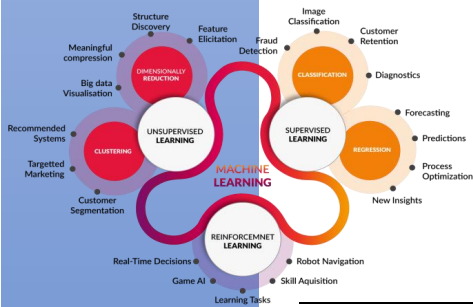 Structure
Discovery
Feature
Elicitation
Meaningful
compression
Big data
Visualisation
DIMENSIONALLY
REDUCTION
Recommended
Systems
Targetted
Marketing
Customer
Segmentation
CLUSTERING
UNSUPERVISED
LEARNING
Image
Classification
Fraud
Detection
Customer
Retention
Diagnostics
CLASSIFICATION
SUPERVISED
LEARNING
Forecasting
Predictions
Process
Optimization
New Insights
REGRESSION
MACHINE
LEARNING
REINFORCEMNET
LEARNING
Real-Time Decisions
Game AI
Learning Tasks
Skill Aquisition
Robot Navigation